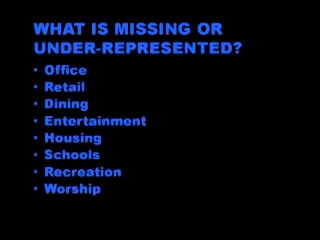 WHAT IS MISSING OR
UNDER-REPRESENTED?
• Office
• Retail
• Dining
• Entertainment
• Housing
• Schools
• Recreation
• Worship